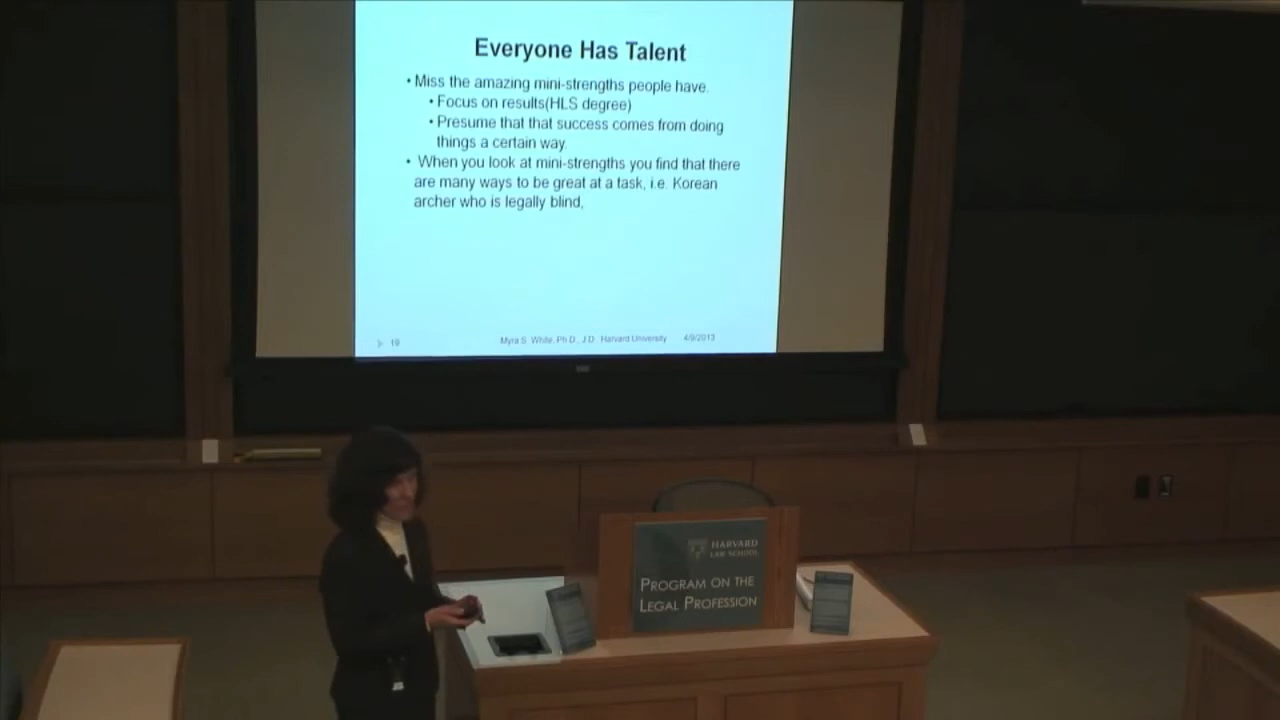 Everyone Has Talent
• Miss the amazing mini-strengths people have.
• Focus on results(HLS degree)
• Presume that that success comes from doing
things a certain way.
• When you look at mini-strengths you find that there
are many ways to be great at a task, i.e. Korean
archer who is legally blind,
19
Myra S. White, Ph.D., J.D. Harvard University 4/9/2013
HARVARD
LAW SCHOOL
PROGRAM ON THE
LEGAL PROFESSION